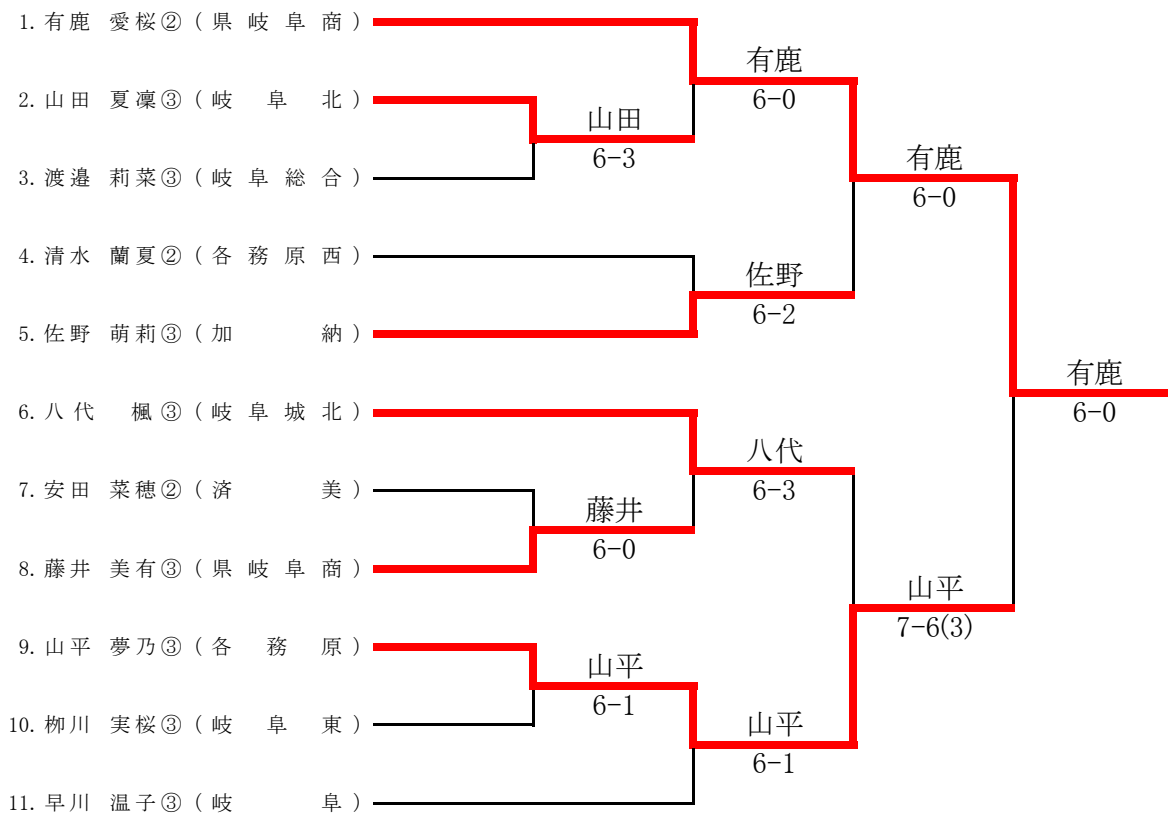 1. 有鹿 愛桜② ( 県岐阜商 )
2. 山田 夏凜③ ( 岐阜北 )
3. 渡邉 莉菜③ ( 岐阜総合 )
4. 清水 蘭夏② ( 各務原西 )
5. 佐野 萌莉③ ( 加納 )
6. 八代 楓③ ( 岐阜城北 )
7. 安田 菜穂② ( 済美 )
8. 藤井 美有③ ( 県岐阜商 )
9. 山平 夢乃③ ( 各務原 )
10. 栁川 実桜③ ( 岐阜東 )
11. 早川 温子③ ( 岐阜 )
山田
6-3
藤井
6-0
山平
6-1
有鹿
6-0
佐野
6-2
八代
6-3
山平
6-1
有鹿
6-0
山平
7-6(3)
有鹿
6-0